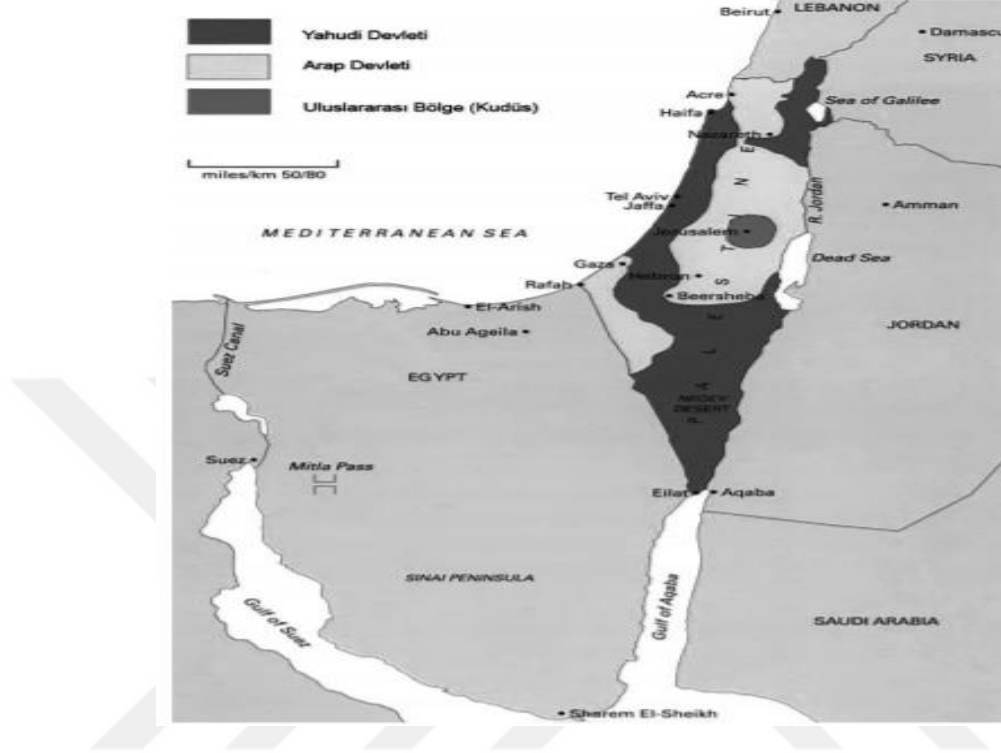 Yahudi Devleti
Arap Devleti
Uluslararası Bölge (Kudüs)
miles/km 50/80
Beirut
LEBANON
Damascu
SYRIA
Acre
Sea of Galilee
Haifa
Nazareth
Tel Aviv
Jaffa
R. Jordan
Amman
MEDITERRANEAN SEA
Jerusalem
Dead Sea
Gaza
Hebron
Rafah
Beersheba
El-Arish
Abu Ageila
JORDAN
Suez Canal
EGYPT
PALESTINE
NEGEV
DESERT
Suez
Mitla Pass
Eilat
Aqaba
SINAI PENINSULA
Gulf of Suez
Gulf of Aqaba
SAUDI ARABIA
Sharem El-Sheikh